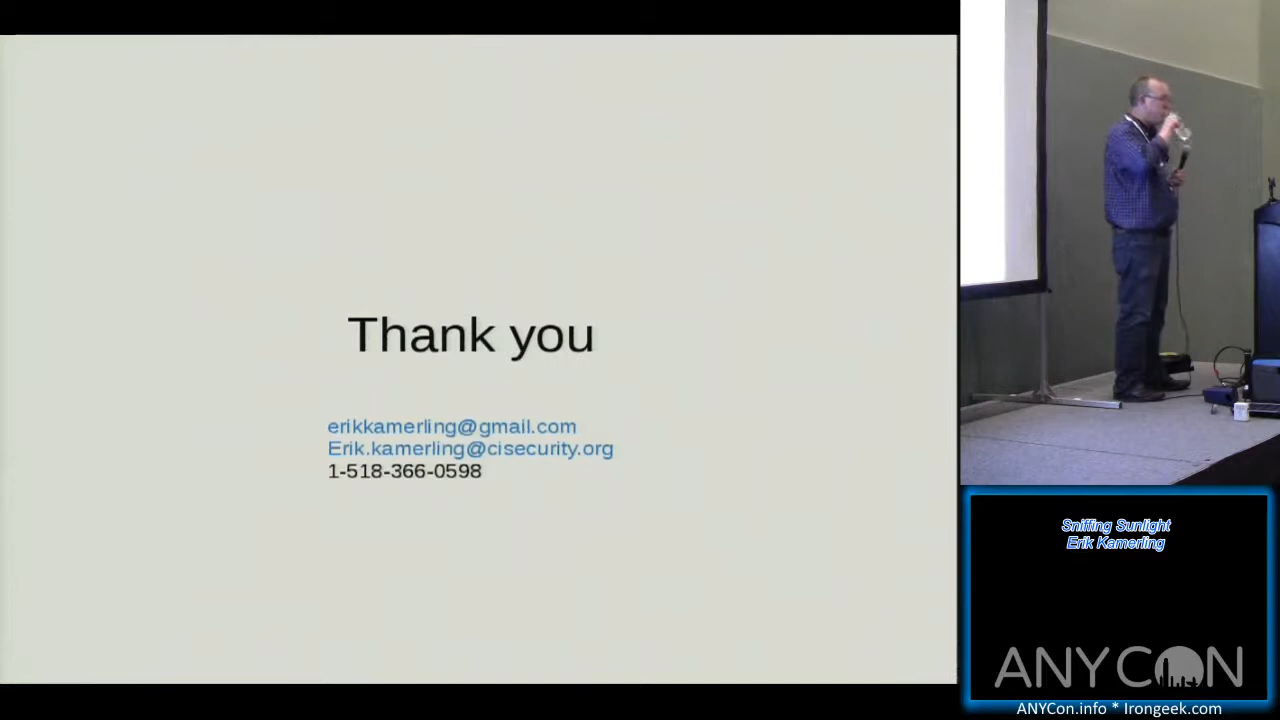 Thank you
erikkamerling@gmail.com
Erik.kamerling@cisecurity.org
1-518-366-0598
Sniffing Sunlight
Erik Kamerling
ANYCON
ANYCon.info * Irongeek.com